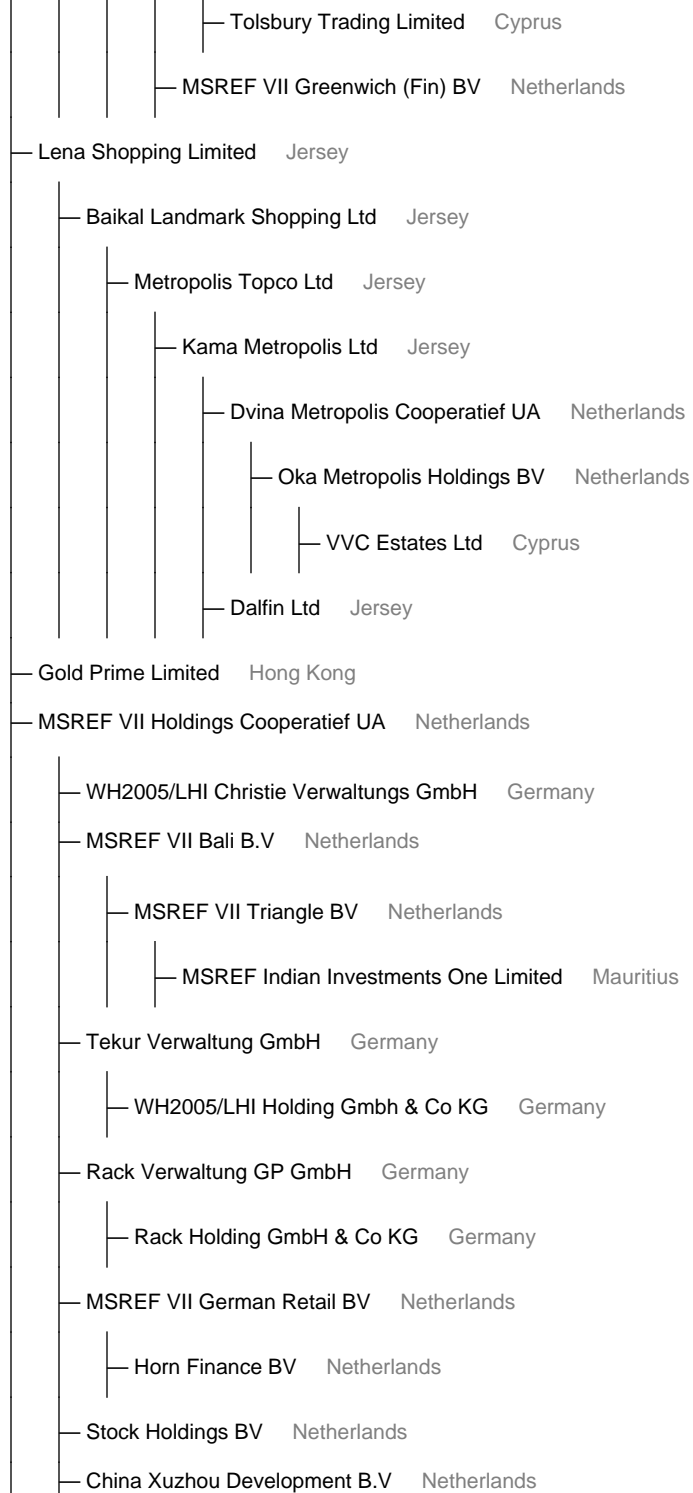 Tolsbury Trading Limited Cyprus
MSREF VII Greenwich (Fin) BV Netherlands
Lena Shopping Limited Jersey
Baikal Landmark Shopping Ltd Jersey
Metropolis Topco Ltd Jersey
Kama Metropolis Ltd Jersey
Dvina Metropolis Cooperatief UA Netherlands
Oka Metropolis Holdings BV Netherlands
VVC Estates Ltd Cyprus
Dalfin Ltd Jersey
Gold Prime Limited Hong Kong
MSREF VII Holdings Cooperatief UA Netherlands
WH2005/LHI Christie Verwaltungs GmbH Germany
MSREF VII Bali B.V Netherlands
MSREF VII Triangle BV Netherlands
MSREF Indian Investments One Limited Mauritius
Tekur Verwaltung GmbH Germany
WH2005/LHI Holding Gmbh & Co KG Germany
Rack Verwaltung GP GmbH Germany
Rack Holding GmbH & Co KG Germany
MSREF VII German Retail BV Netherlands
Horn Finance BV Netherlands
Stock Holdings BV Netherlands
China Xuzhou Development B.V Netherlands